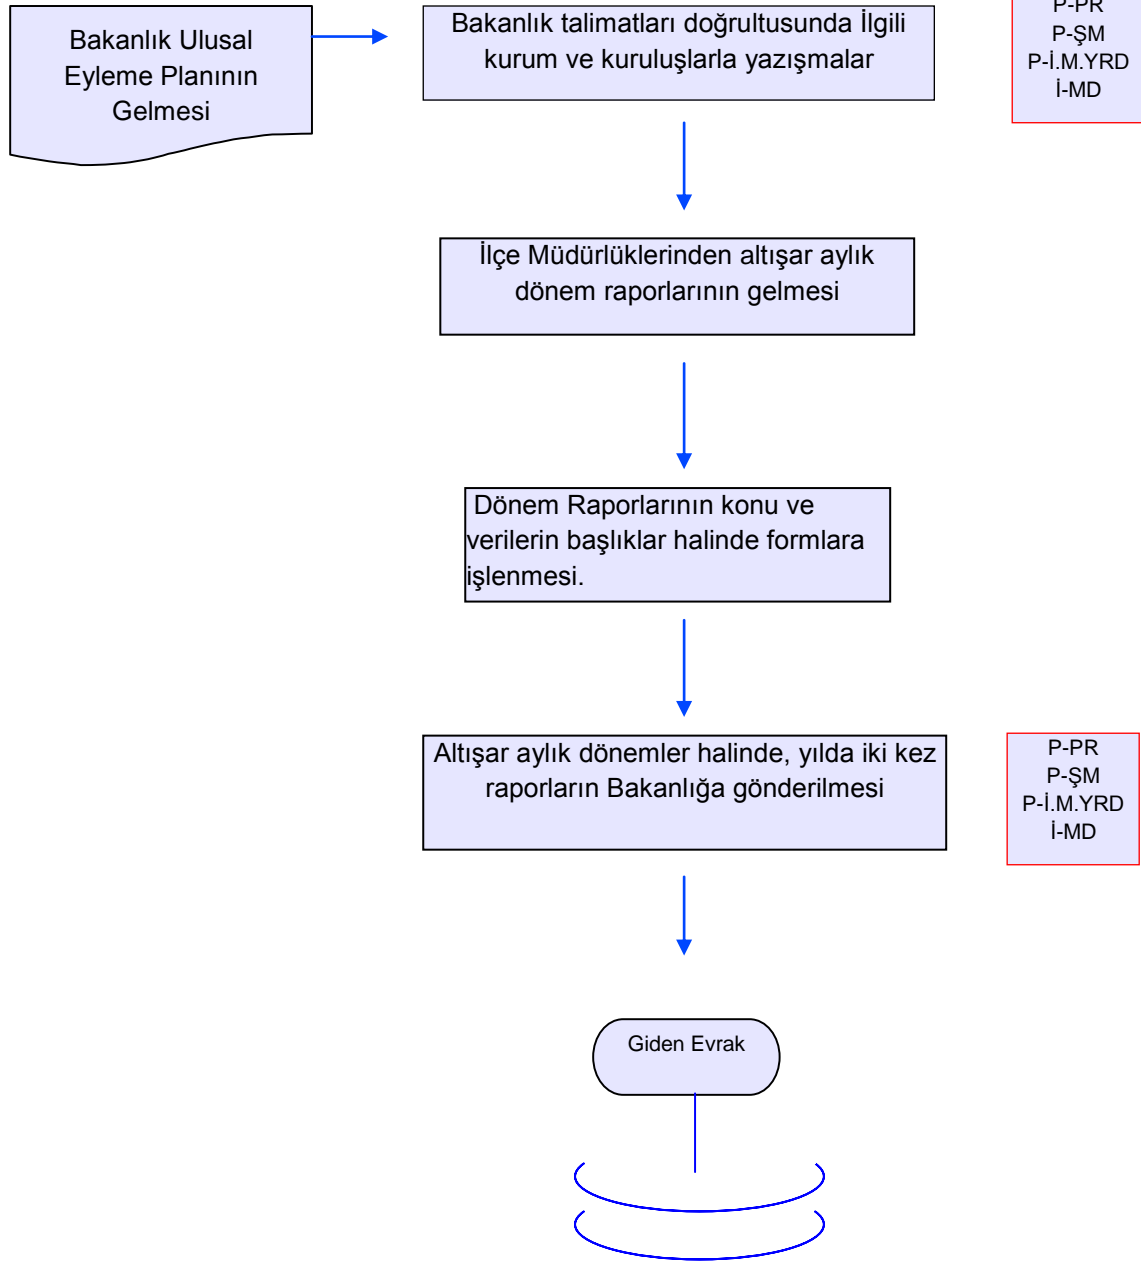 Bakanlık Ulusal
Eyleme Planının
Gelmesi
Bakanlık talimatları doğrultusunda İlgili
kurum ve kuruluşlarla yazışmalar
P-PR
P-ŞM
P-İ.M.YRD
İ-MD
İlçe Müdürlüklerinden altışar aylık
dönem raporlarının gelmesi
Dönem Raporlarının konu ve
verilerin başlıklar halinde formlara
işlenmesi.
Altışar aylık dönemler halinde, yılda iki kez
raporların Bakanlığa gönderilmesi
P-PR
P-ŞM
P-İ.M.YRD
İ-MD
Giden Evrak